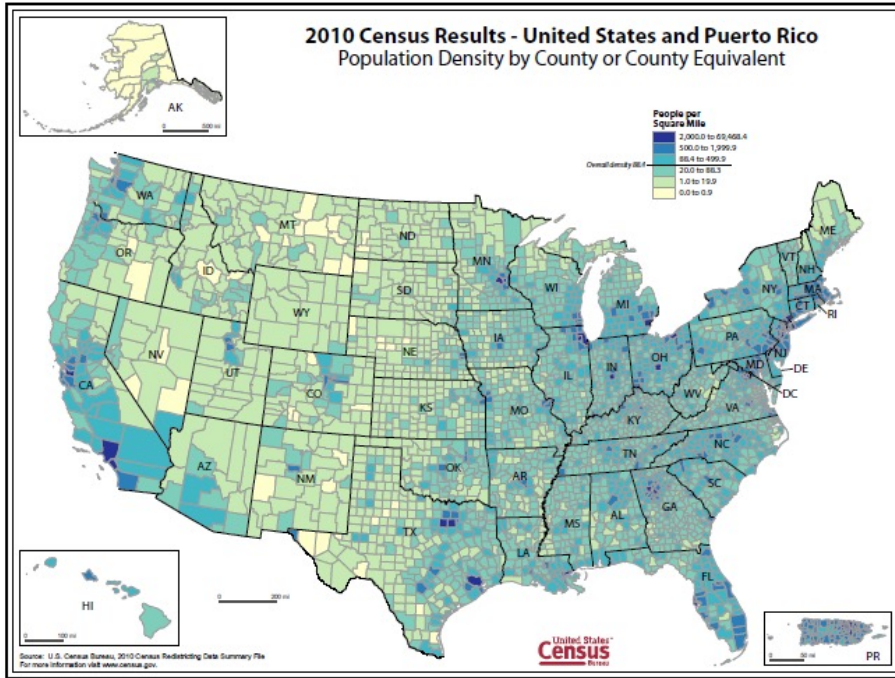 2010 Census Results - United States and Puerto Rico
Population Density by County or County Equivalent
AK
500 mi
People per
Square Mile
2,000.0 to 69,468.4
500.0 to 1,999.9
88.4 to 499.9
Overall density 88.4
20.0 to 88.3
1.0 to 19.9
0.0 to 0.9
WA
MT
ND
MN
ME
OR
ID
SD
WI
MI
VT
NH
NY
MA
CT
RI
WY
IA
NE
PA
NJ
NV
UT
CO
IL
IN
OH
MD
DE
DC
CA
KS
MO
WV
VA
KY
AZ
NM
OK
AR
TN
NC
SC
TX
MS
AL
GA
LA
FL
HI
100 mi
200 mi
PR
50 mi
United States™
Census
Bureau
Source: U.S. Census Bureau, 2010 Census Redistricting Data Summary File
For more information visit www.census.gov.